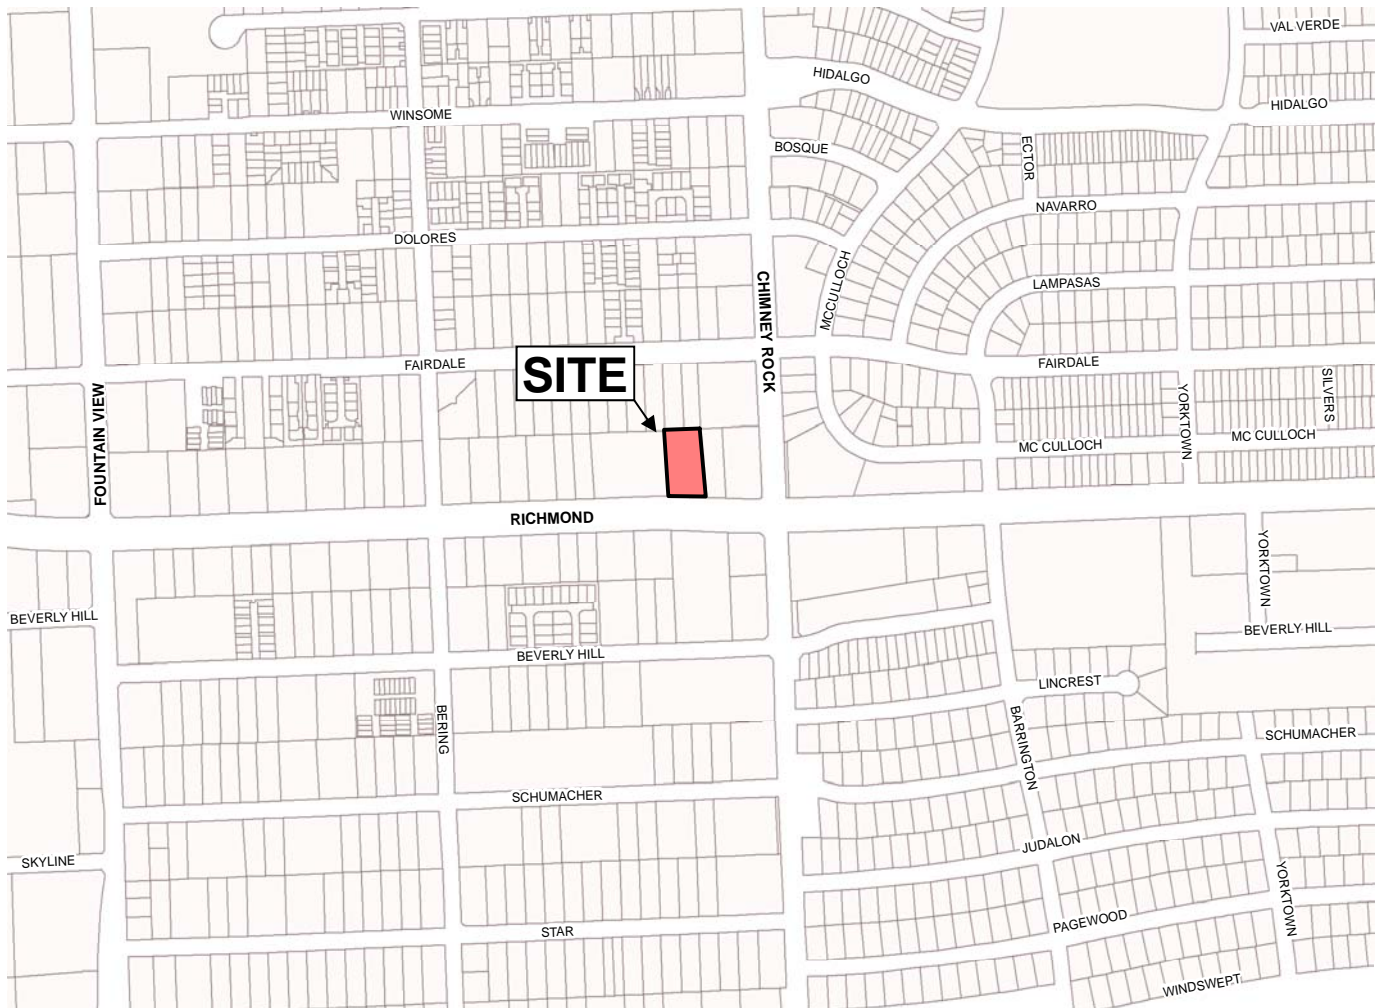 VAL VERDE
HIDALGO
HIDALGO
WINSOME
BOSQUE
ECTOR
NAVARRO
DOLORES
CHIMNEY ROCK
MCCULLOCH
LAMPASAS
FAIRDALE
FAIRDALE
SITE
FOUNTAIN VIEW
YORKTOWN
SILVERS
MC CULLOCH
MC CULLOCH
RICHMOND
YORKTOWN
BEVERLY HILL
BEVERLY HILL
BEVERLY HILL
LINCREST
BERING
BARRINGTON
SCHUMACHER
SCHUMACHER
JUDALON
SKYLINE
YORKTOWN
PAGEWOOD
STAR
WINDSWEPT